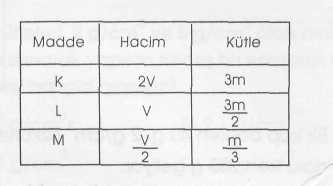 Madde Hacim Kütle
K 2V 3m
L V 3m/2
M V/2 m/3